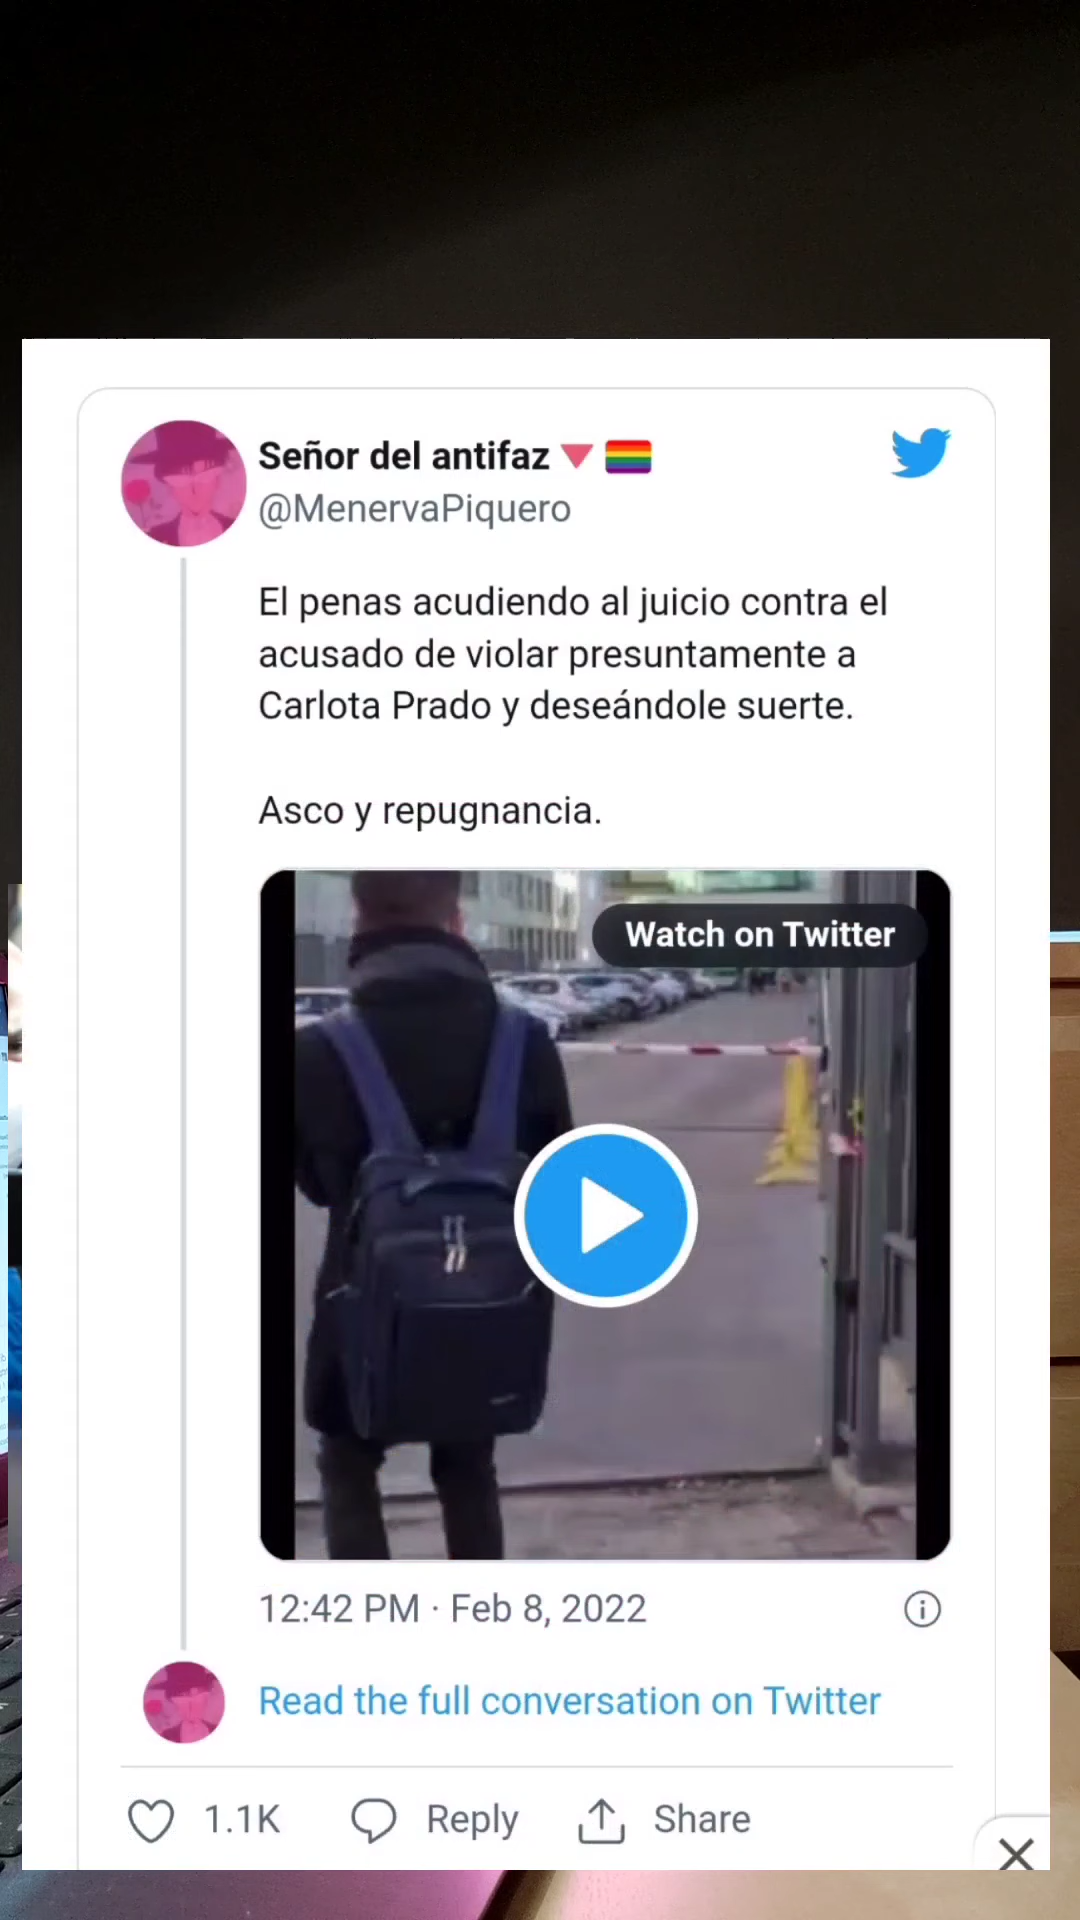 Señor del antifaz
@MenervaPiquero
El penas acudiendo al juicio contra el
acusado de violar presuntamente a
Carlota Prado y deseándole suerte.
Asco y repugnancia.
Watch on Twitter
12:42 PM · Feb 8, 2022
Read the full conversation on Twitter
1.1K Reply Share